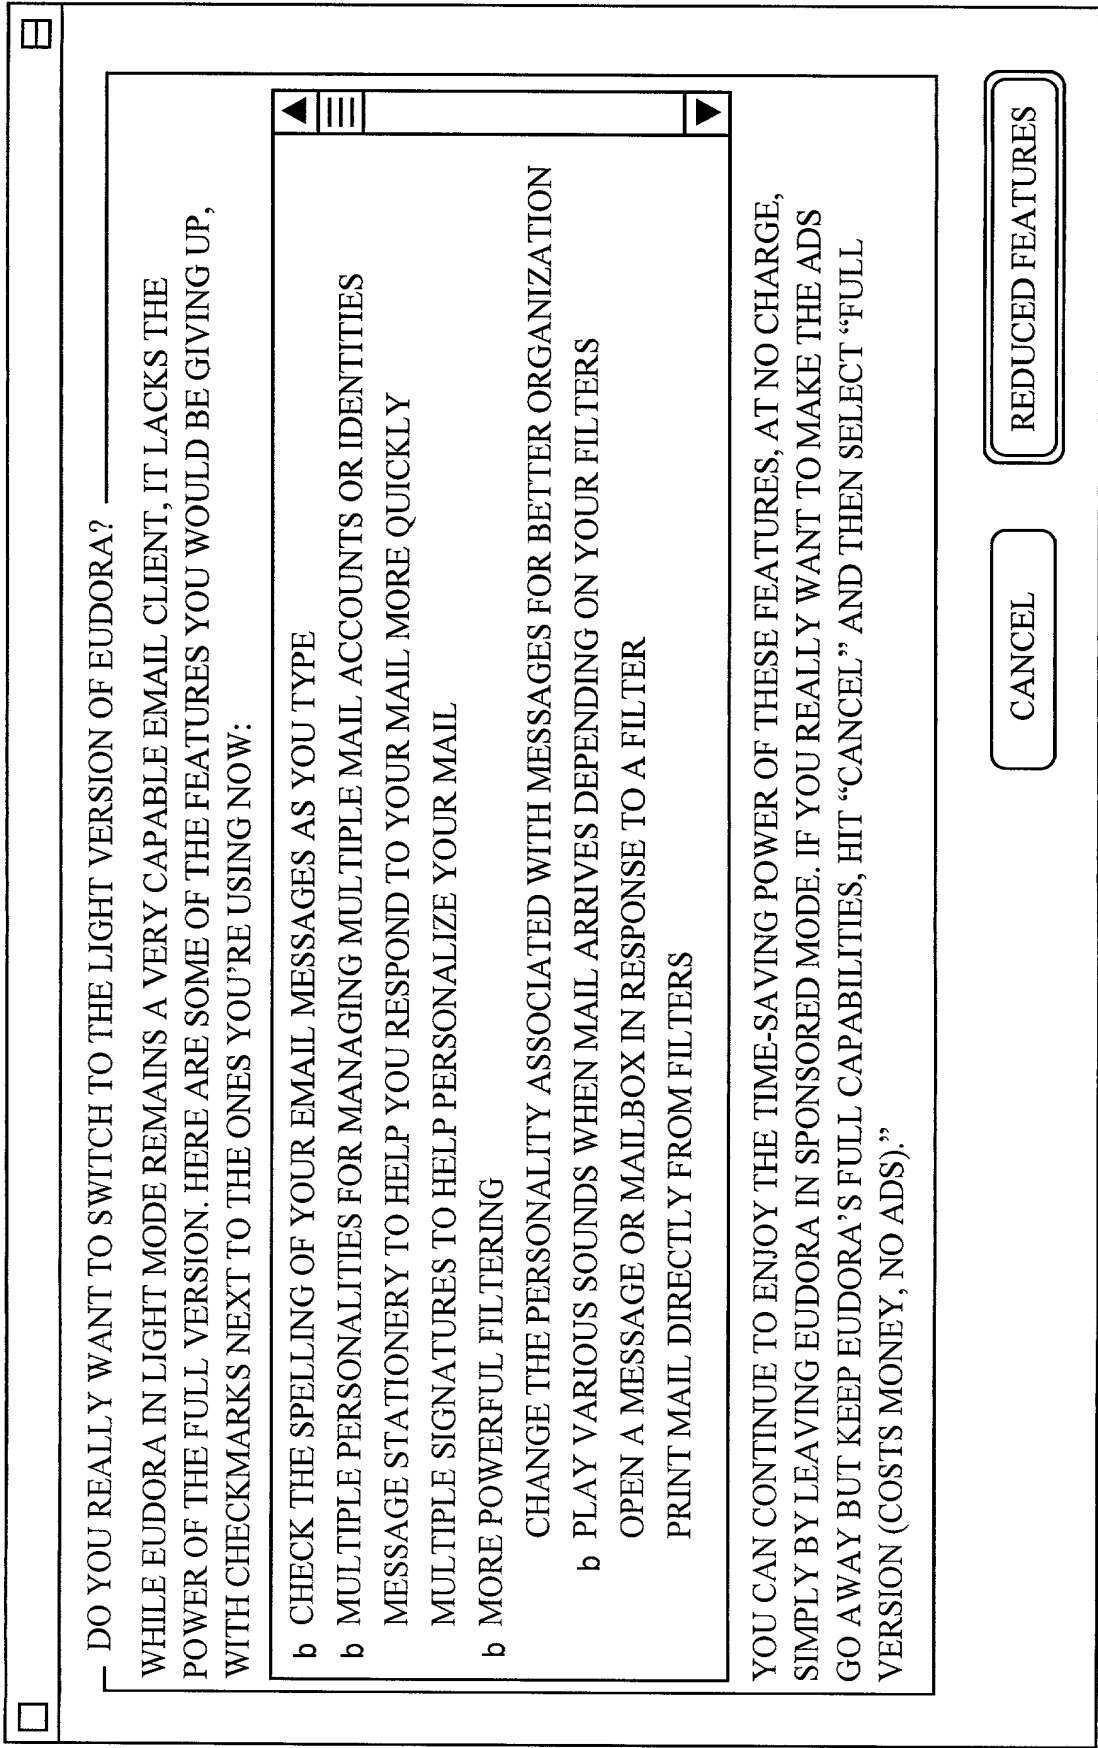 DO YOU REALLY WANT TO SWITCH TO THE LIGHT VERSION OF EUDORA?
WHILE EUDORA IN LIGHT MODE REMAINS A VERY CAPABLE EMAIL CLIENT, IT LACKS THE
POWER OF THE FULL VERSION. HERE ARE SOME OF THE FEATURES YOU WOULD BE GIVING UP,
WITH CHECKMARKS NEXT TO THE ONES YOU'RE USING NOW:
b CHECK THE SPELLING OF YOUR EMAIL MESSAGES AS YOU TYPE
b MULTIPLE PERSONALITIES FOR MANAGING MULTIPLE MAIL ACCOUNTS OR IDENTITIES
MESSAGE STATIONERY TO HELP YOU RESPOND TO YOUR MAIL MORE QUICKLY
MULTIPLE SIGNATURES TO HELP PERSONALIZE YOUR MAIL
b MORE POWERFUL FILTERING
CHANGE THE PERSONALITY ASSOCIATED WITH MESSAGES FOR BETTER ORGANIZATION
b PLAY VARIOUS SOUNDS WHEN MAIL ARRIVES DEPENDING ON YOUR FILTERS
OPEN A MESSAGE OR MAILBOX IN RESPONSE TO A FILTER
PRINT MAIL DIRECTLY FROM FILTERS
YOU CAN CONTINUE TO ENJOY THE TIME-SAVING POWER OF THESE FEATURES, AT NO CHARGE,
SIMPLY BY LEAVING EUDORA IN SPONSORED MODE. IF YOU REALLY WANT TO MAKE THE ADS
GO AWAY BUT KEEP EUDORA'S FULL CAPABILITIES, HIT “CANCEL” AND THEN SELECT “FULL
VERSION (COSTS MONEY, NO ADS).”
CANCEL
REDUCED FEATURES